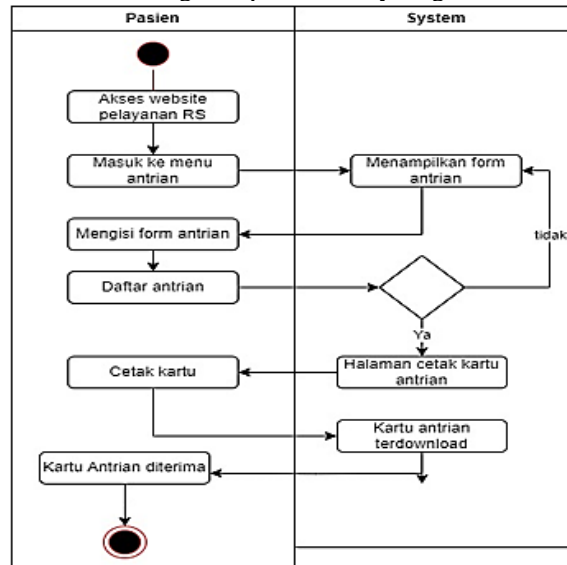 Pasien
System
Akses website
pelayanan RS
Masuk ke menu
antrian
Menampilkan form
antrian
Mengisi form antrian
tidak
Daftar antrian
Ya
Halaman cetak kartu
antrian
Cetak kartu
Kartu antrian
terdownload
Kartu Antrian diterima